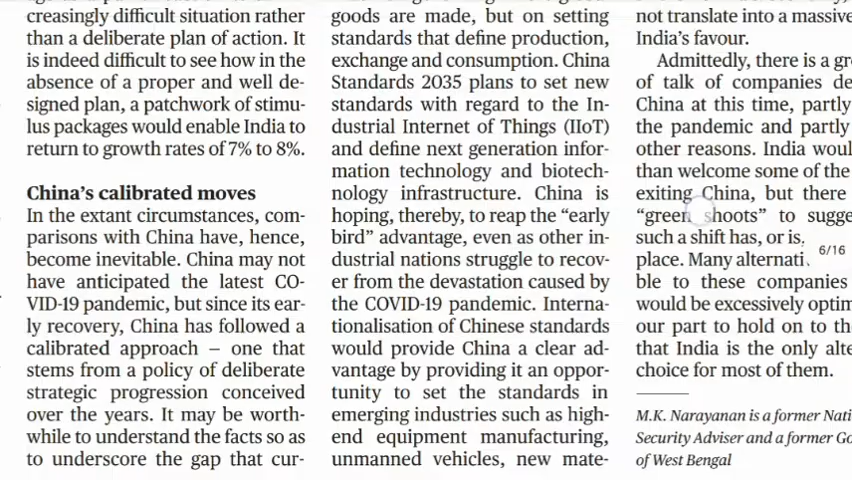 creasingly difficult situation rather
than a deliberate plan of action. It
is indeed difficult to see how in the
absence of a proper and well de-
signed plan, a patchwork of stimu-
lus packages would enable India to
return to growth rates of 7% to 8%.
China’s calibrated moves
In the extant circumstances, com-
parisons with China have, hence,
become inevitable. China may not
have anticipated the latest CO-
VID-19 pandemic, but since its ear-
ly recovery, China has followed a
calibrated approach – one that
stems from a policy of deliberate
strategic progression conceived
over the years. It may be worth-
while to understand the facts so as
to underscore the gap that cur-
goods are made, but on setting
standards that define production,
exchange and consumption. China
Standards 2035 plans to set new
standards with regard to the In-
dustrial Internet of Things (IIoT)
and define next generation infor-
mation technology and biotech-
nology infrastructure. China is
hoping, thereby, to reap the “early
bird” advantage, even as other in-
dustrial nations struggle to recov-
er from the devastation caused by
the COVID-19 pandemic. Interna-
tionalisation of Chinese standards
would provide China a clear ad-
vantage by providing it an oppor-
tunity to set the standards in
emerging industries such as high-
end equipment manufacturing,
unmanned vehicles, new mate-
not translate into a massive
India’s favour.
Admittedly, there is a
of talk of companies
China at this time, partly
the pandemic and partly
other reasons. India
than welcome some of the
exiting China, but there
“green shoots” to
such a shift has, or is,
place. Many
ble to these companies
would be excessively
our part to hold on to
that India is the only
choice for most of them.
6/16
M.K. Narayanan is a former
Security Adviser and a former
of West Bengal